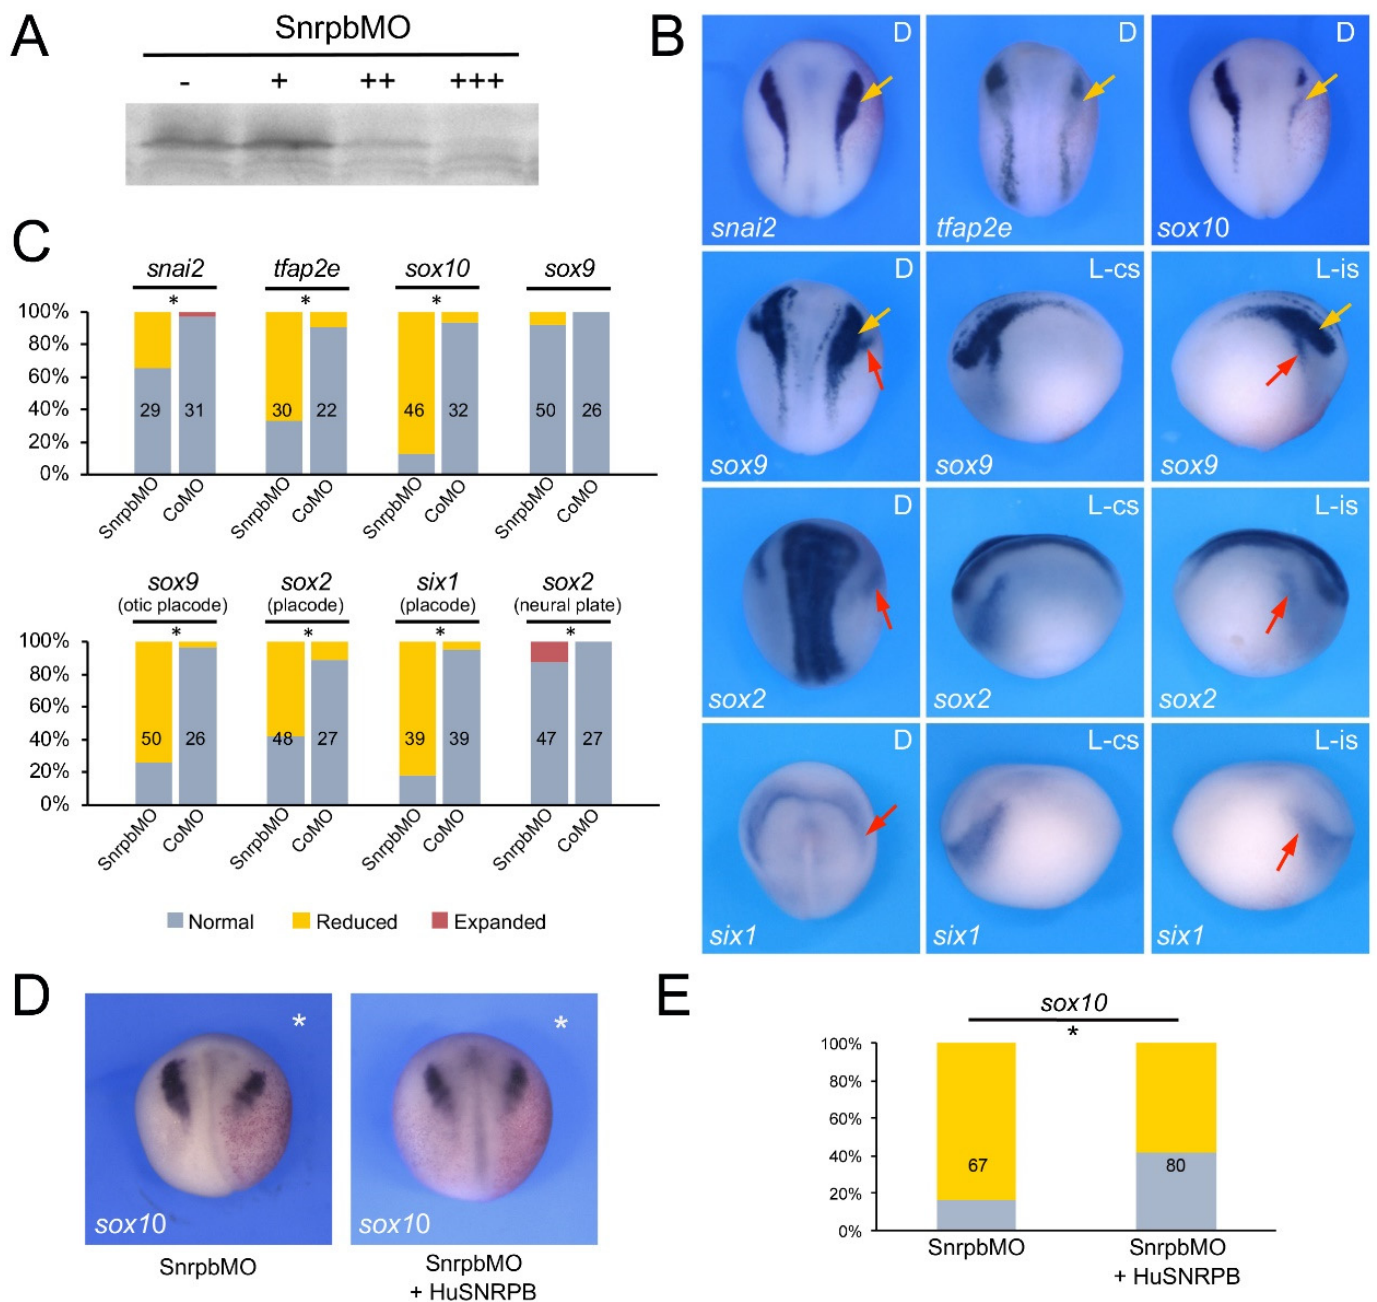 A
SnrpbMO
- + ++ +++
B
D
snai2
D
tfap2e
D
sox10
D
sox9
L-cs
sox9
L-is
sox9
D
sox2
L-cs
sox2
L-is
sox2
D
six1
L-cs
six1
L-is
six1
C
snai2 tfap2e sox10 sox9
* * *
100%
80%
60%
40%
20%
0%
29 31 30 22 46 32 50 26
SnrpbMO CoMO SnrpbMO CoMO SnrpbMO CoMO SnrpbMO CoMO
sox9 sox2 six1 sox2
(otic placode) (placode) (placode) (neural plate)
* * * *
100%
80%
60%
40%
20%
0%
50 26 48 27 39 39 47 27
SnrpbMO CoMO SnrpbMO CoMO SnrpbMO CoMO SnrpbMO CoMO
Normal Reduced Expanded
D
*
sox10
SnrpbMO
*
sox10
SnrpbMO
+ HuSNRPB
E
sox10
*
100%
80%
60%
40%
20%
0%
67 80
SnrpbMO SnrpbMO
+ HuSNRPB